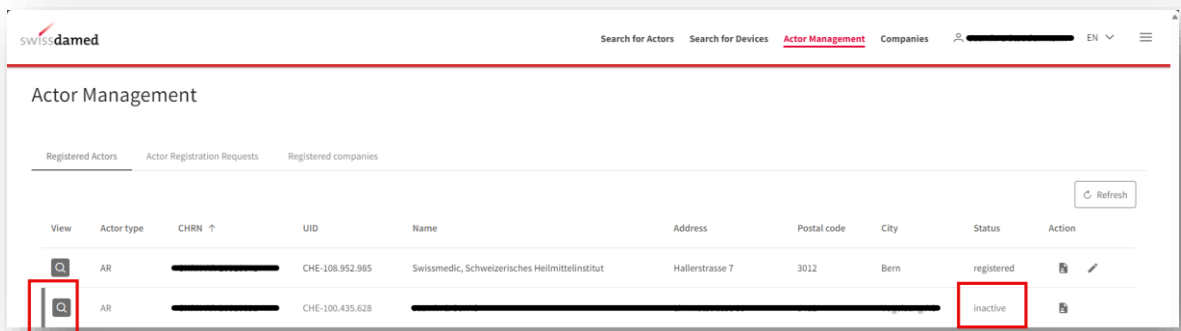 swissdamed
Search for Actors Search for Devices Actor Management Companies EN
Actor Management
Registered Actors Actor Registration Requests Registered companies
Refresh
View Actor type CHRN ↑ UID Name Address Postal code City Status Action
AR CHE-108.952.985 Swissmedic, Schweizerisches Heilmittelinstitut Hallerstrasse 7 3012 Bern registered
AR CHE-100.435.628 inactive